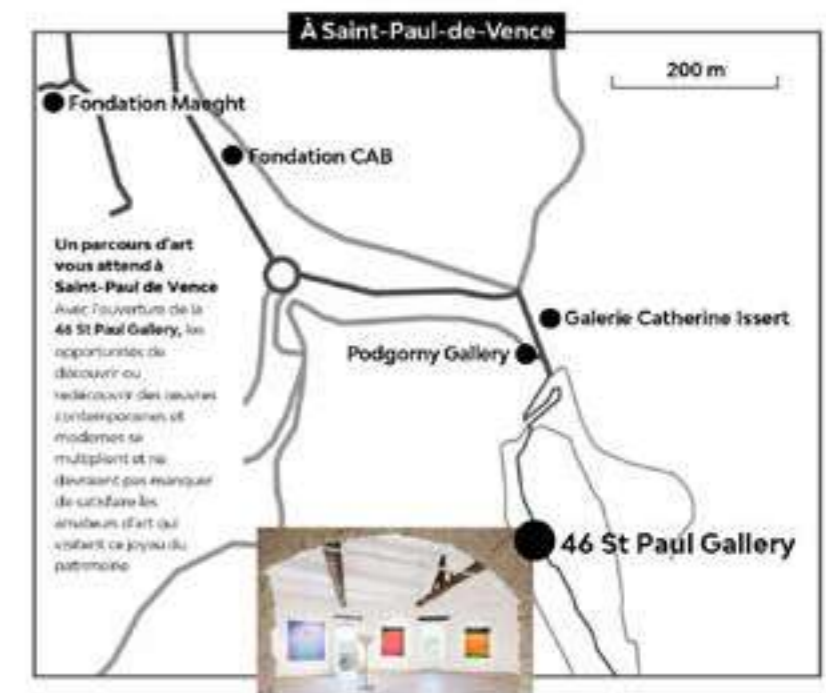 À Saint-Paul-de-Vence
200 m
Fondation Maeght
Fondation CAB
Un parcours d'art
vous attend à
Saint-Paul de Vence
Avec l'ouverture de la
46 St Paul Gallery, les
opportunités de
découvrir ou
redécouvrir des œuvres
contemporaines et
modernes se
multiplient et ne
devraient pas manquer
de satisfaire les
amateurs d'art qui
visitent ce joyau du
patrimoine
Galerie Catherine Issert
Podgorny Gallery
46 St Paul Gallery